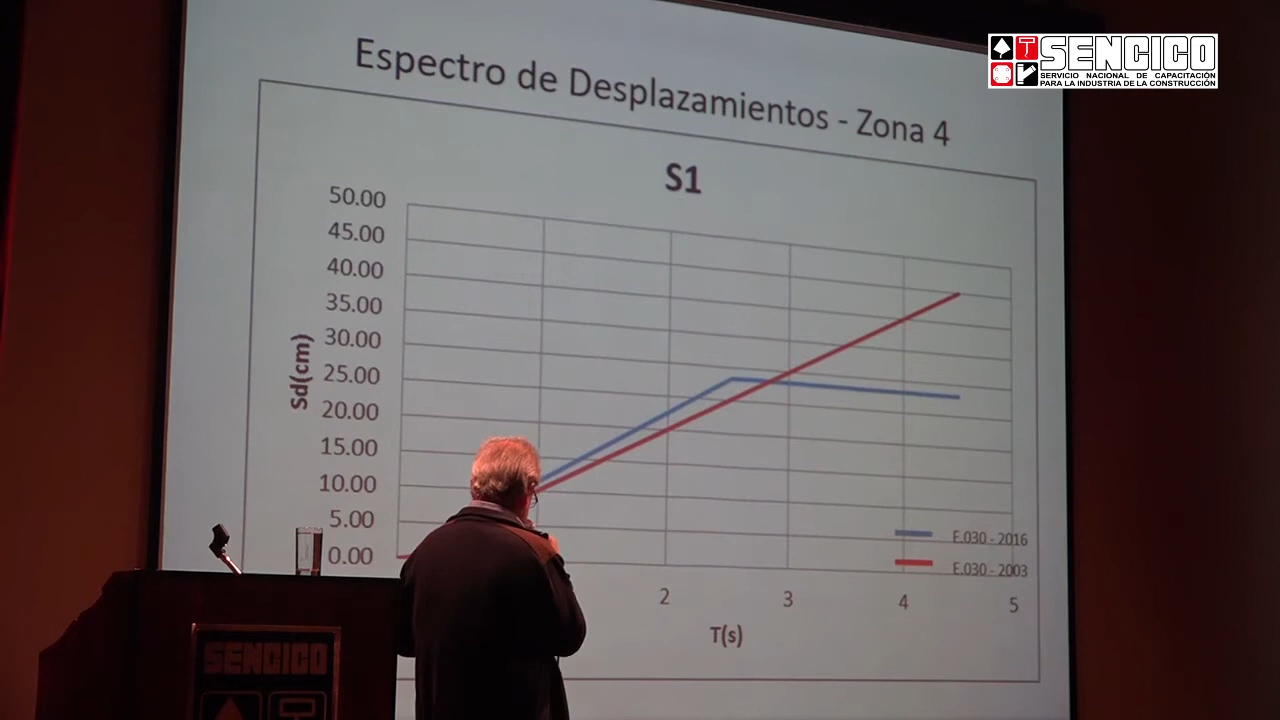 SENCICO
SERVICIO NACIONAL DE CAPACITACIÓN
PARA LA INDUSTRIA DE LA CONSTRUCCIÓN
Espectro de Desplazamientos - Zona 4
S1
50.00
45.00
40.00
35.00
30.00
25.00
20.00
15.00
10.00
5.00
0.00
Sd(cm)
E.030 - 2016
E.030 - 2003
2 3 4 5
T(s)
SENCICO